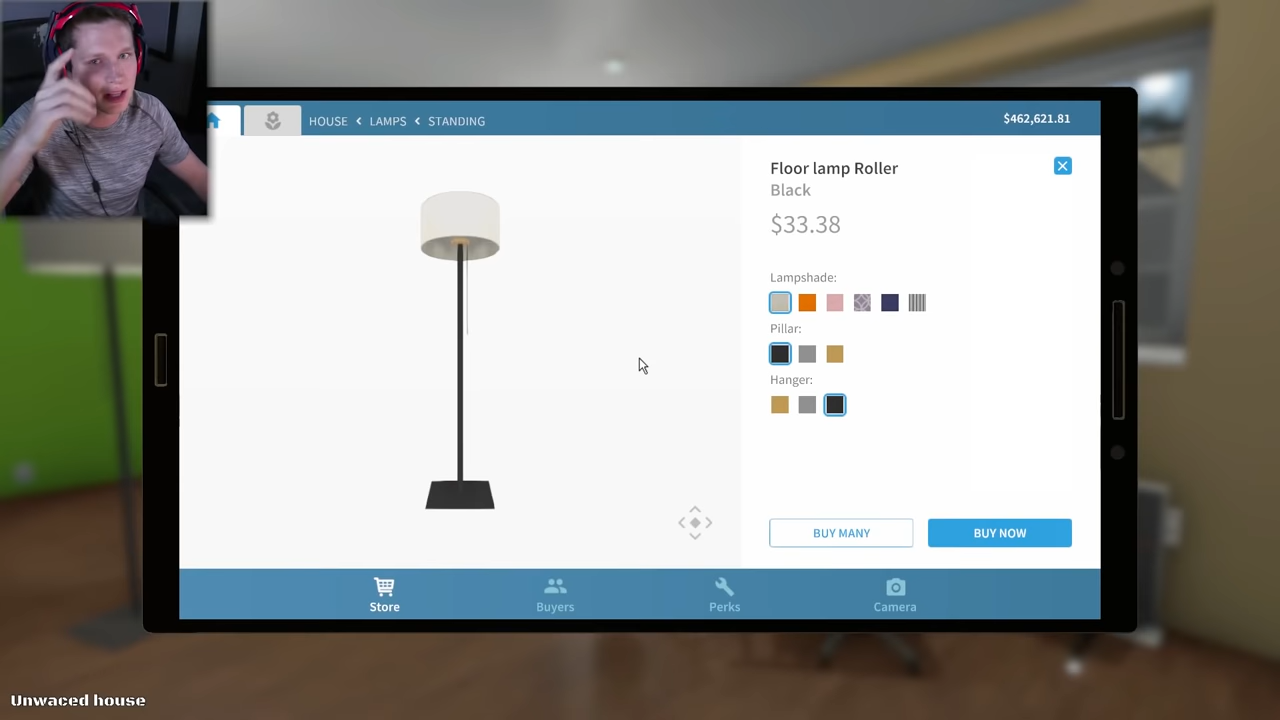 HOUSE < LAMPS < STANDING
$462,621.81
Floor lamp Roller
Black
$33.38
Lampshade:
Pillar:
Hanger:
BUY MANY
BUY NOW
Store
Buyers
Perks
Camera
Unwaced house